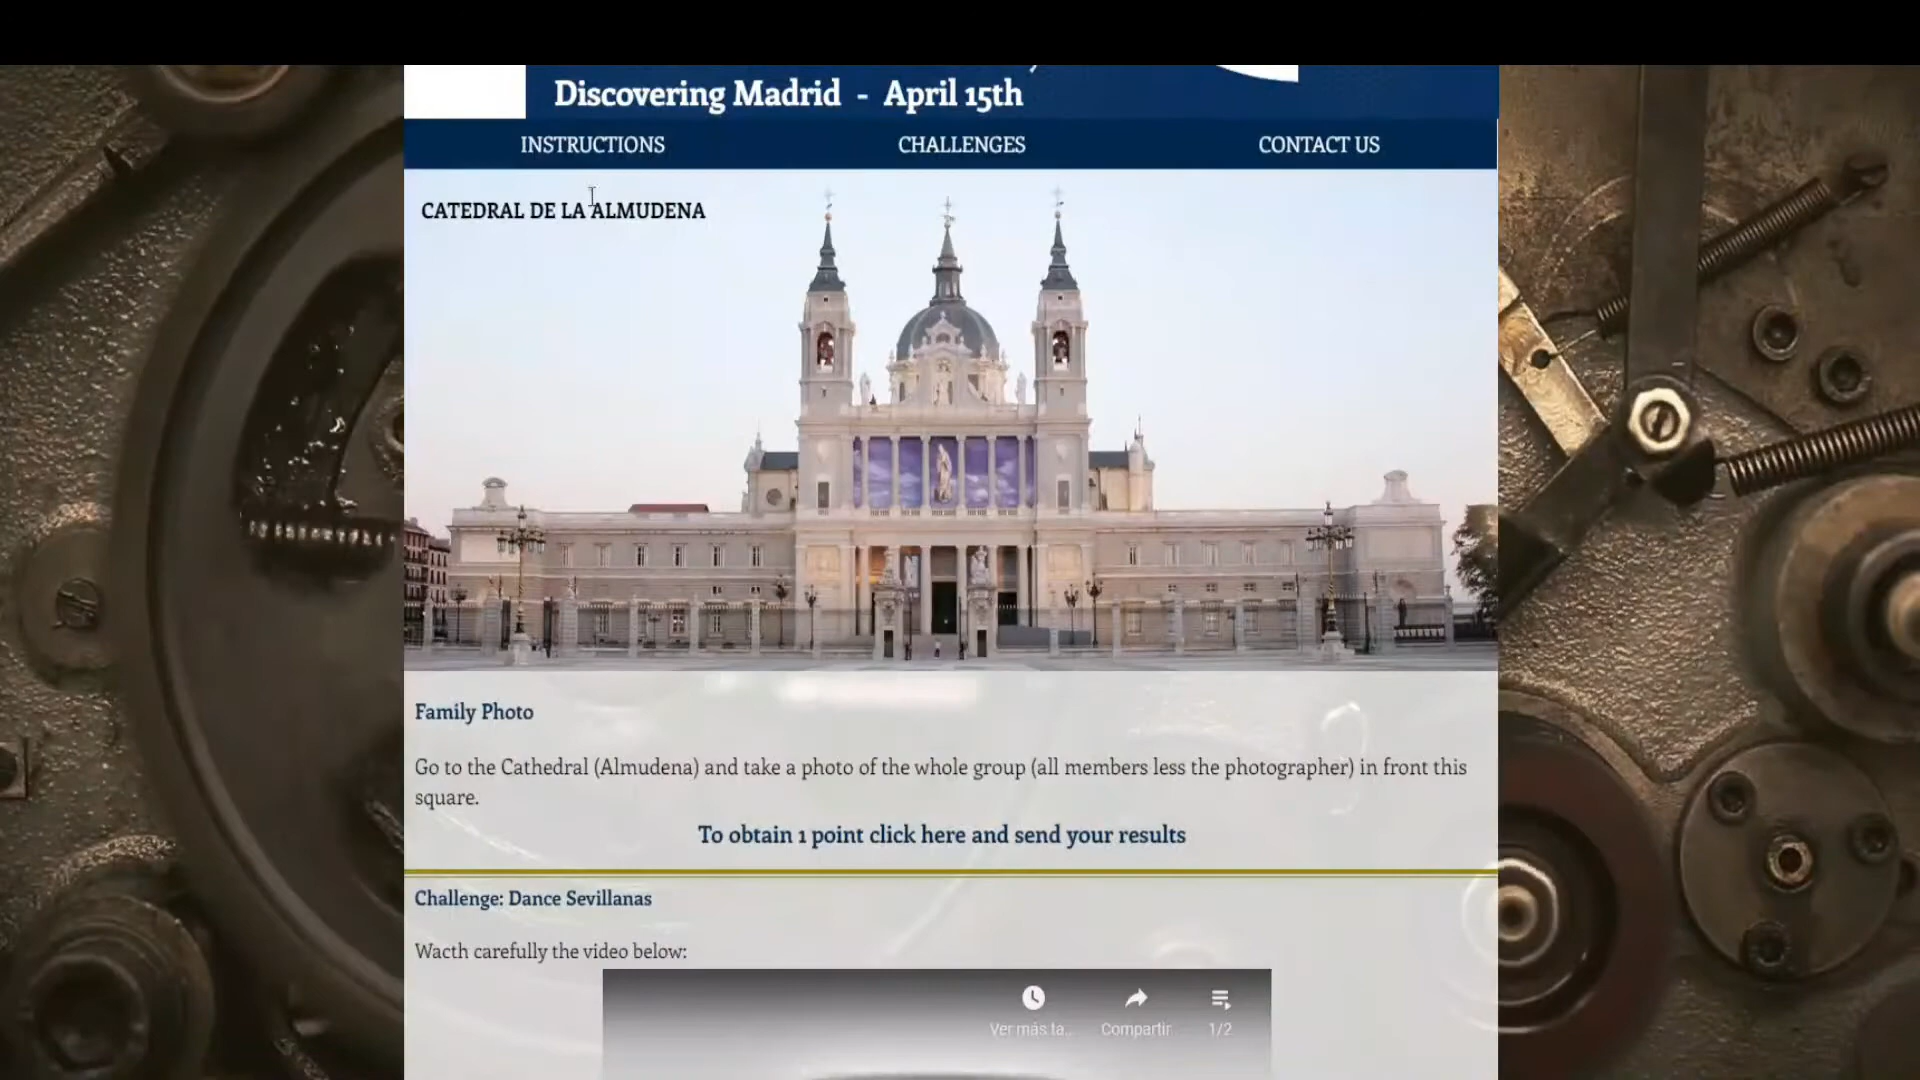 Discovering Madrid - April 15th
INSTRUCTIONS
CHALLENGES
CONTACT US
CATEDRAL DE LA ALMUDENA
Family Photo
Go to the Cathedral (Almudena) and take a photo of the whole group (all members less the photographer) in front this
square.
To obtain 1 point click here and send your results
Challenge: Dance Sevillanas
Wacth carefully the video below:
Ver más ta...
Compartir
1/2